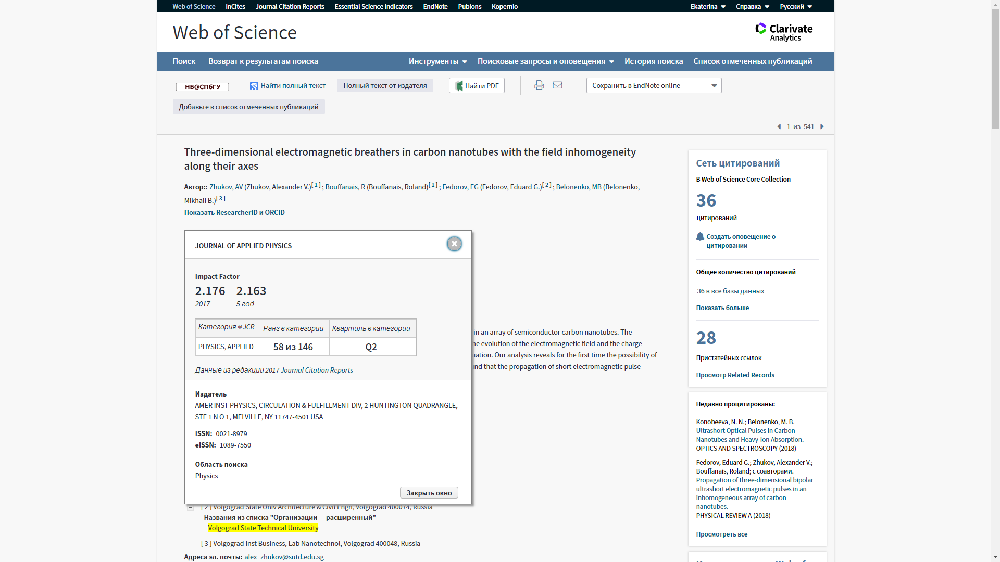 Web of Science InCites Journal Citation Reports Essential Science Indicators EndNote Publons Kopernio Ekaterina Справка Русский
Web of Science
Clarivate
Analytics
Поиск Возврат к результатам поиска Инструменты Поисковые запросы и оповещения История поиска Список отмеченных публикаций
НБ@СПбГУ Найти полный текст Полный текст от издателя Найти PDF Сохранить в EndNote online
Добавьте в список отмеченных публикаций
1 из 541
Three-dimensional electromagnetic breathers in carbon nanotubes with the field inhomogeneity
along their axes
Автор:: Zhukov, AV (Zhukov, Alexander V.)[ 1 ] ; Bouffanais, R (Bouffanais, Roland)[ 1 ] ; Fedorov, EG (Fedorov, Eduard G.)[ 2 ] ; Belonenko, MB (Belonenko,
Mikhail B.)[ 3 ]
Показать ResearcherID и ORCID
JOURNAL OF APPLIED PHYSICS
Impact Factor
2.176 2.163
2017 5 год
Категория ® JCR Ранг в категории Квартиль в категории
PHYSICS, APPLIED 58 из 146 Q2
Данные из редакции 2017 Journal Citation Reports
Издатель
AMER INST PHYSICS, CIRCULATION & FULFILLMENT DIV, 2 HUNTINGTON QUADRANGLE,
STE 1 N O 1, MELVILLE, NY 11747-4501 USA
ISSN: 0021-8979
eISSN: 1089-7550
Область поиска
Physics
Закрыть окно
in an array of semiconductor carbon nanotubes. The
evolution of the electromagnetic field and the charge
Our analysis reveals for the first time the possibility of
that the propagation of short electromagnetic pulse
[ 2 ] Volgograd State Univ Architecture & Civil Engn, Volgograd 400074, Russia
Названия из списка "Организации — расширенный"
Volgograd State Technical University
[ 3 ] Volgograd Inst Business, Lab Nanotechnol, Volgograd 400048, Russia
Адреса эл. почты: alex_zhukov@sutd.edu.sg
Сеть цитирований
В Web of Science Core Collection
36
цитирований
Создать оповещение о
цитировании
Общее количество цитирований
36 в все базы данных
Показать больше
28
Пристатейных ссылок
Просмотр Related Records
Недавно процитированы:
Konobeeva, N. N.; Belonenko, M. B.
Ultrashort Optical Pulses in Carbon
Nanotubes and Heavy-Ion Absorption.
OPTICS AND SPECTROSCOPY (2018)
Fedorov, Eduard G.; Zhukov, Alexander V.;
Bouffanais, Roland; с соавторами.
Propagation of three-dimensional bipolar
ultrashort electromagnetic pulses in an
inhomogeneous array of carbon
nanotubes.
PHYSICAL REVIEW A (2018)
Просмотреть все